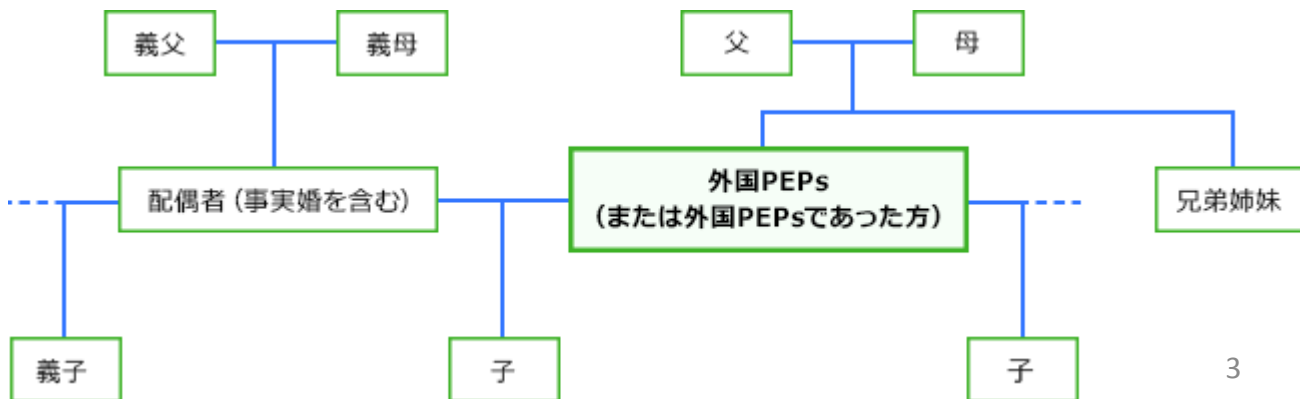 義父
義母
父
母
配偶者（事実婚を含む）
外国PEPs
（または外国PEPsであった方）
兄弟姉妹
義子
子
子
3